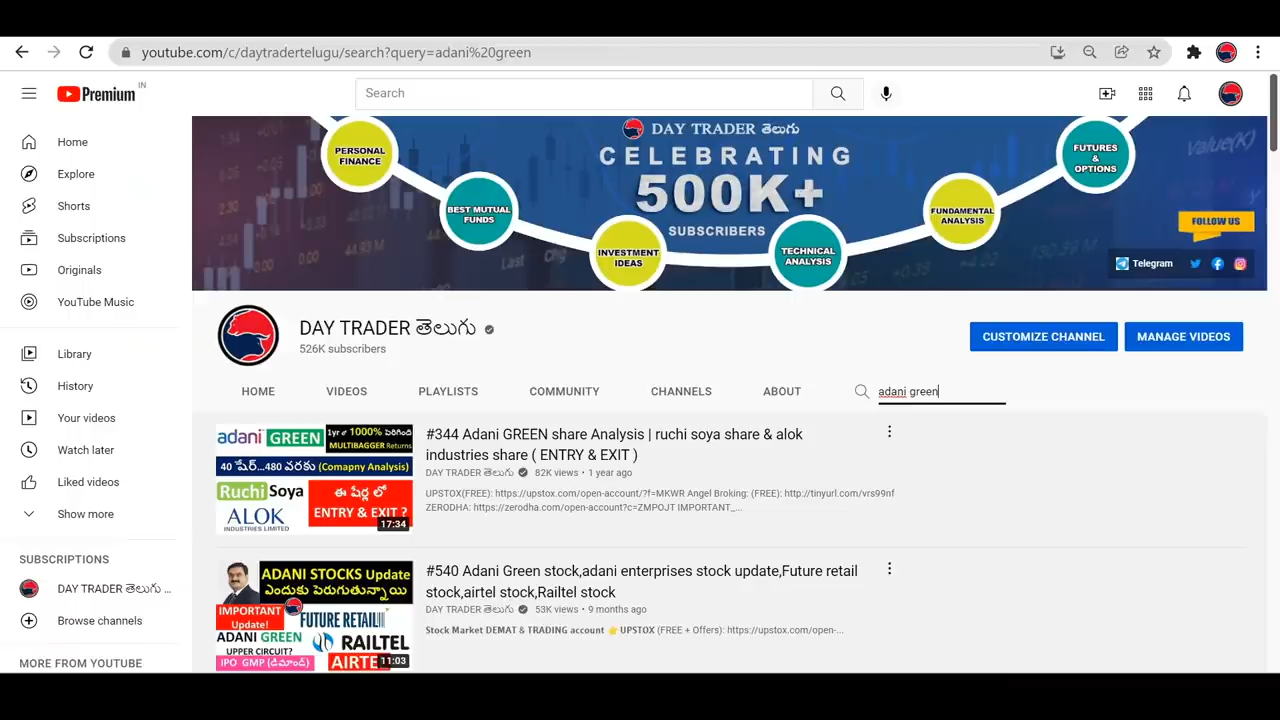 youtube.com/c/daytradertelugu/search?query=adani%20green
Premium IN
Search
Home
Explore
Shorts
Subscriptions
Originals
YouTube Music
Library
History
Your videos
Watch later
Liked videos
Show more
SUBSCRIPTIONS
DAY TRADER తెలుగు ...
Browse channels
MORE FROM YOUTUBE
DAY TRADER తెలుగు
CELEBRATING
500K+
SUBSCRIBERS
PERSONAL
FINANCE
BEST MUTUAL
FUNDS
INVESTMENT
IDEAS
TECHNICAL
ANALYSIS
FUNDAMENTAL
ANALYSIS
FUTURES
&
OPTIONS
FOLLOW US
Telegram
DAY TRADER తెలుగు
526K subscribers
CUSTOMIZE CHANNEL
MANAGE VIDEOS
HOME VIDEOS PLAYLISTS COMMUNITY CHANNELS ABOUT adani green
adani GREEN 1yr లో 1000% పెరిగింది
MULTIBAGGER Returns
40 షేర్...480 వరకు (Comapny Analysis)
Ruchi Soya
ALOK
INDUSTRIES LIMITED
ఈ షేర్ల లో
ENTRY & EXIT ?
17:34
#344 Adani GREEN share Analysis | ruchi soya share & alok
industries share ( ENTRY & EXIT )
DAY TRADER తెలుగు 82K views • 1 year ago
UPSTOX(FREE): https://upstox.com/open-account/?f=MKWR Angel Broking: (FREE): http://tinyurl.com/vrs99nf
ZERODHA: https://zerodha.com/open-account?c=ZMPOJT IMPORTANT_...
ADANI STOCKS Update
ఎందుకు పెరుగుతున్నాయి
IMPORTANT
Update!
FUTURE RETAIL
ADANI GREEN
UPPER CIRCUIT?
RAILTEL
IPO GMP (డిమాండ్)
AIRTEL
11:03
#540 Adani Green stock,adani enterprises stock update,Future retail
stock,airtel stock,Railtel stock
DAY TRADER తెలుగు 53K views • 9 months ago
Stock Market DEMAT & TRADING account 👉 UPSTOX (FREE + Offers): https://upstox.com/open-...